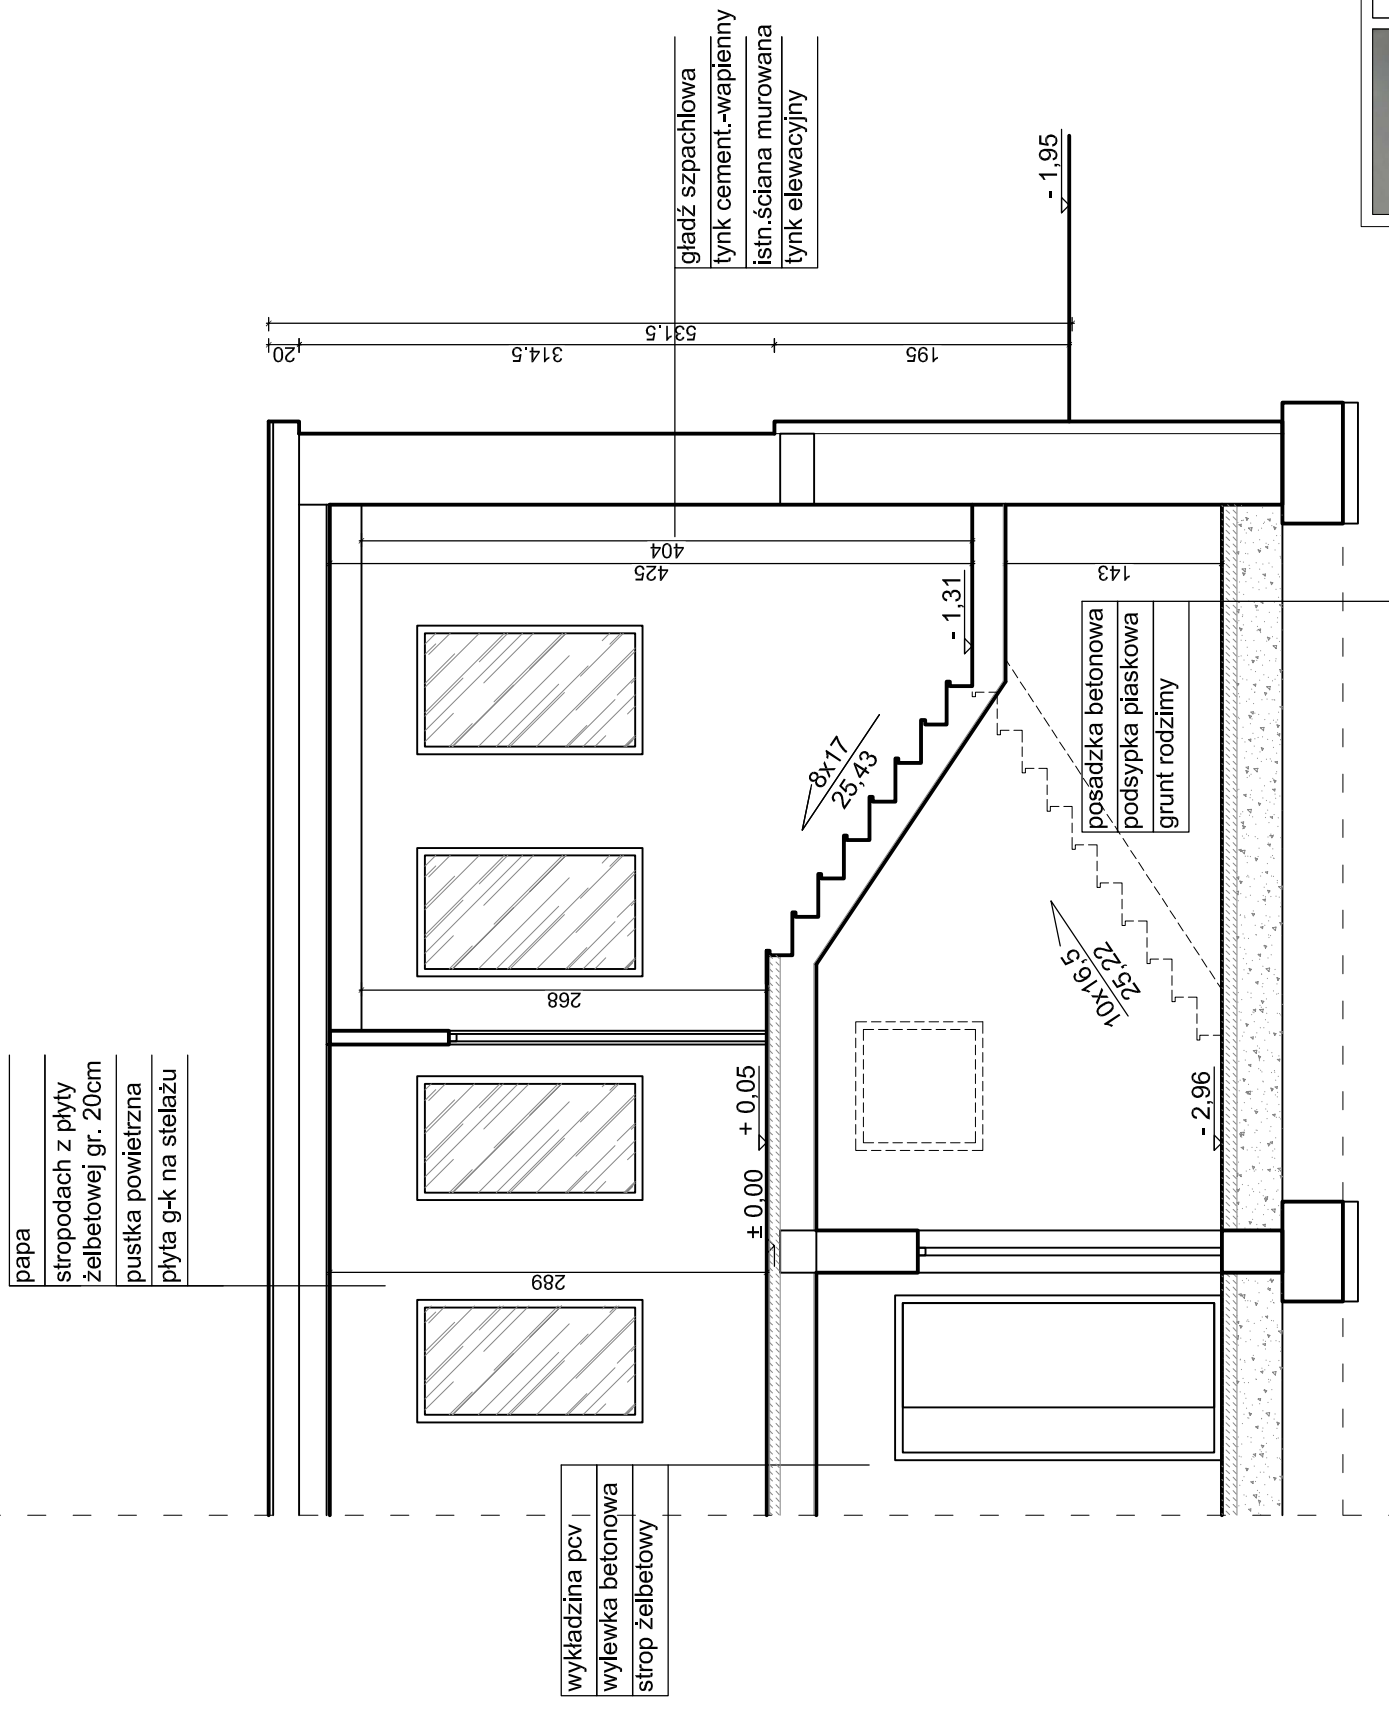 papa
stropodach z płyty
żelbetowej gr. 20cm
pustka powietrzna
płyta g-k na stelażu
gładź szpachlowa
tynk cement.-wapienny
istn.ściana murowana
tynk elewacyjny
20
314.5
531.5
195
- 1,95
404
425
143
- 1,31
8x17
25,43
268
289
+ 0,05
± 0,00
posadzka betonowa
podsypka piaskowa
grunt rodzimy
10x16,5
25,22
- 2,96
wykładzina pcv
wylewka betonowa
strop żelbetowy